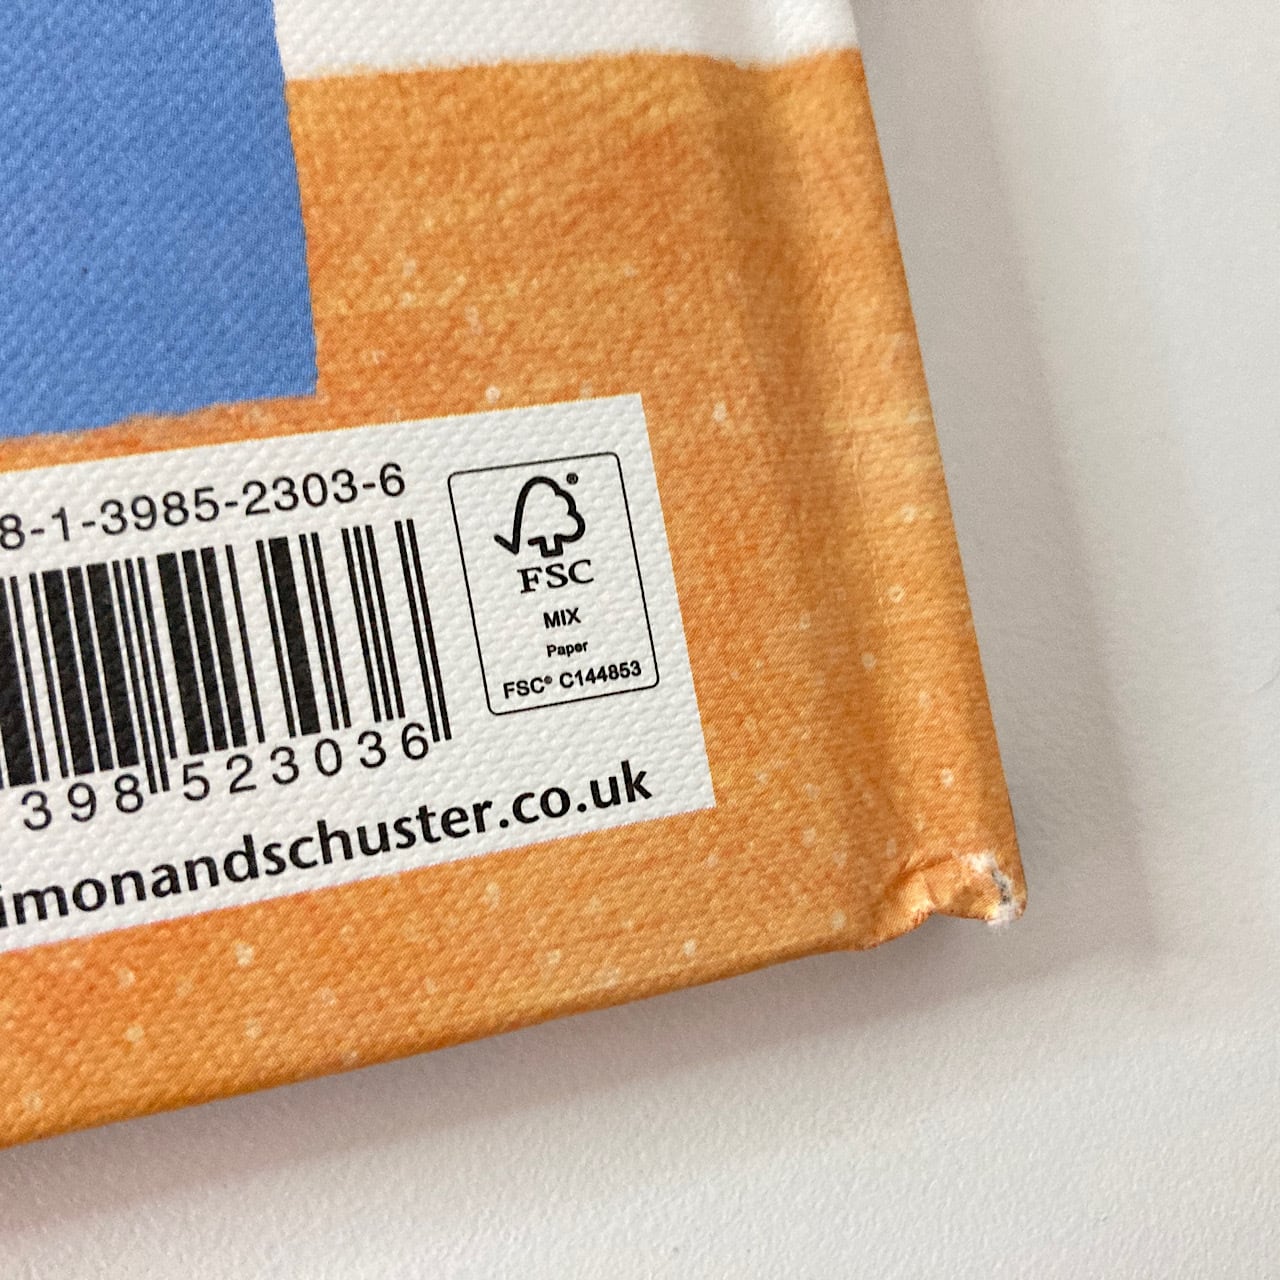 8-1-3985-2303-6
FSC®
MIX
Paper
FSC® C144853
398 523036
imonandschuster.co.uk